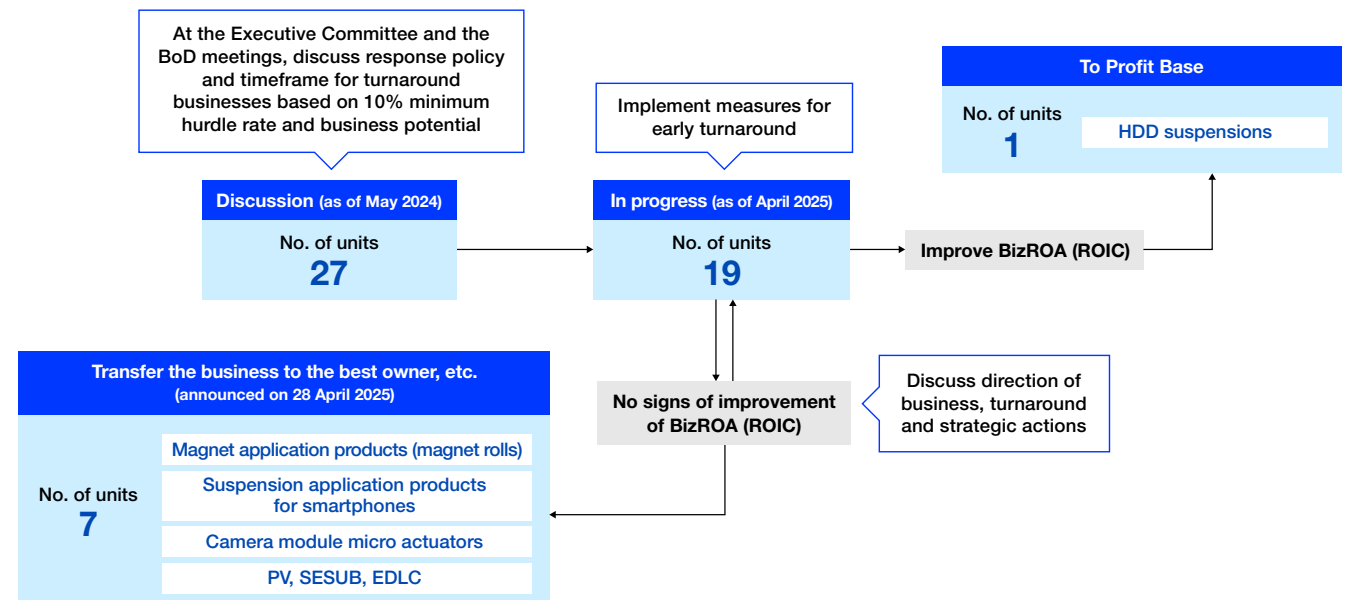 At the Executive Committee and the
BoD meetings, discuss response policy
and timeframe for turnaround
businesses based on 10% minimum
hurdle rate and business potential
Implement measures for
early turnaround
To Profit Base
No. of units
1
HDD suspensions
Discussion (as of May 2024)
No. of units
27
In progress (as of April 2025)
No. of units
19
Improve BizROA (ROIC)
Transfer the business to the best owner, etc.
(announced on 28 April 2025)
No. of units
7
Magnet application products (magnet rolls)
Suspension application products
for smartphones
Camera module micro actuators
PV, SESUB, EDLC
No signs of improvement
of BizROA (ROIC)
Discuss direction of
business, turnaround
and strategic actions